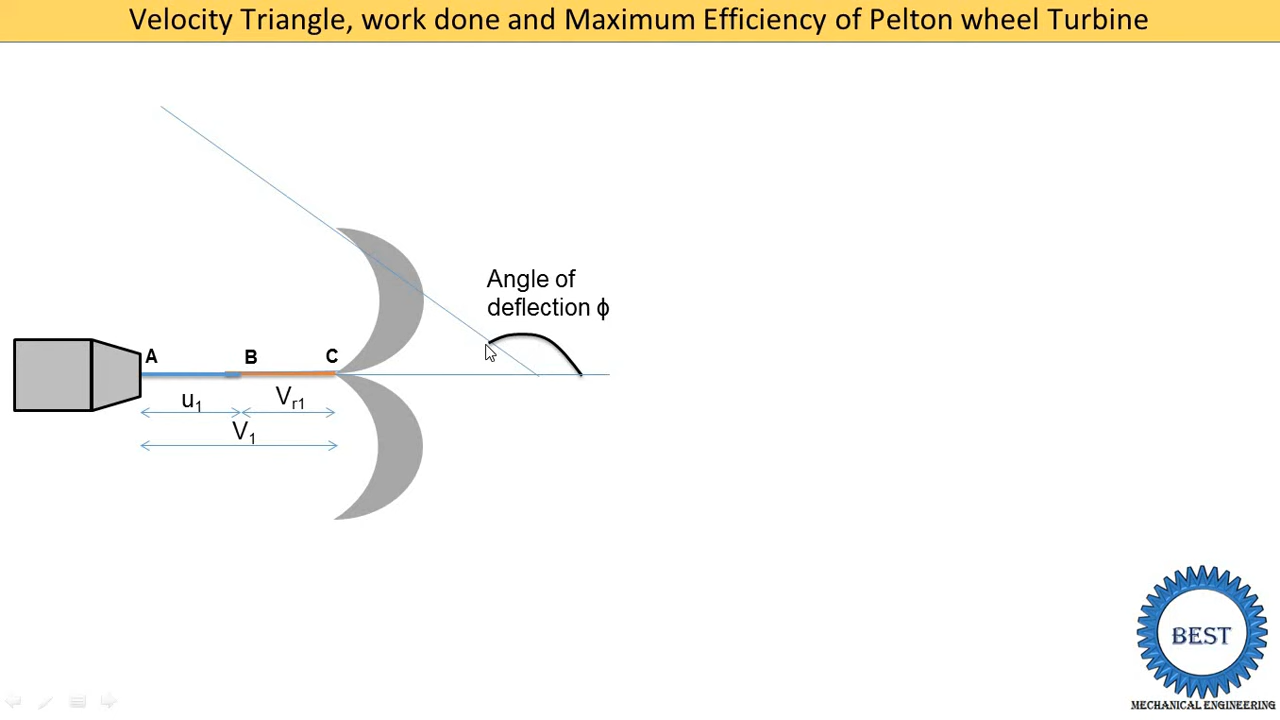 Velocity Triangle, work done and Maximum Efficiency of Pelton wheel Turbine
Angle of
deflection ϕ
A B C
u₁ Vᵣ₁
V₁
BEST
MECHANICAL ENGINEERING